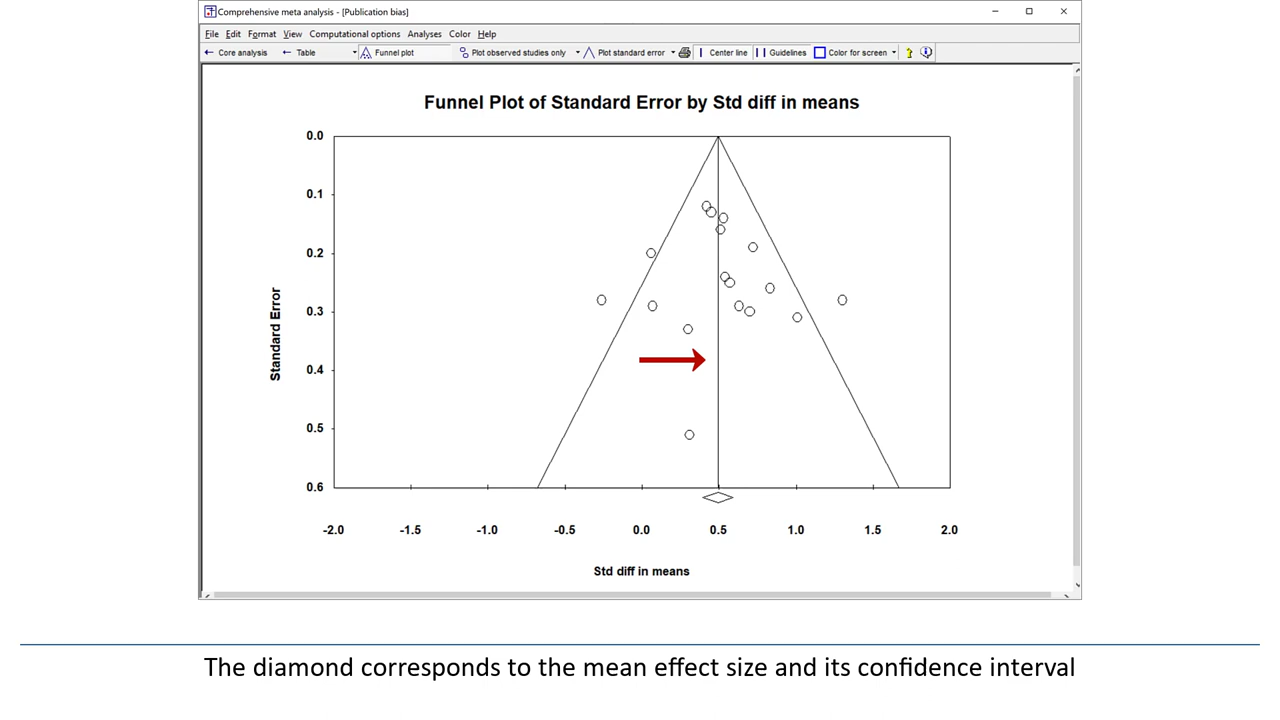 Comprehensive meta analysis - [Publication bias]
File Edit Format View Computational options Analyses Color Help
Core analysis Table Funnel plot Plot observed studies only Plot standard error Center line Guidelines Color for screen ?
Funnel Plot of Standard Error by Std diff in means
0.0
0.1
0.2
0.3
0.4
0.5
0.6
Standard Error
-2.0 -1.5 -1.0 -0.5 0.0 0.5 1.0 1.5 2.0
Std diff in means
The diamond corresponds to the mean effect size and its confidence interval